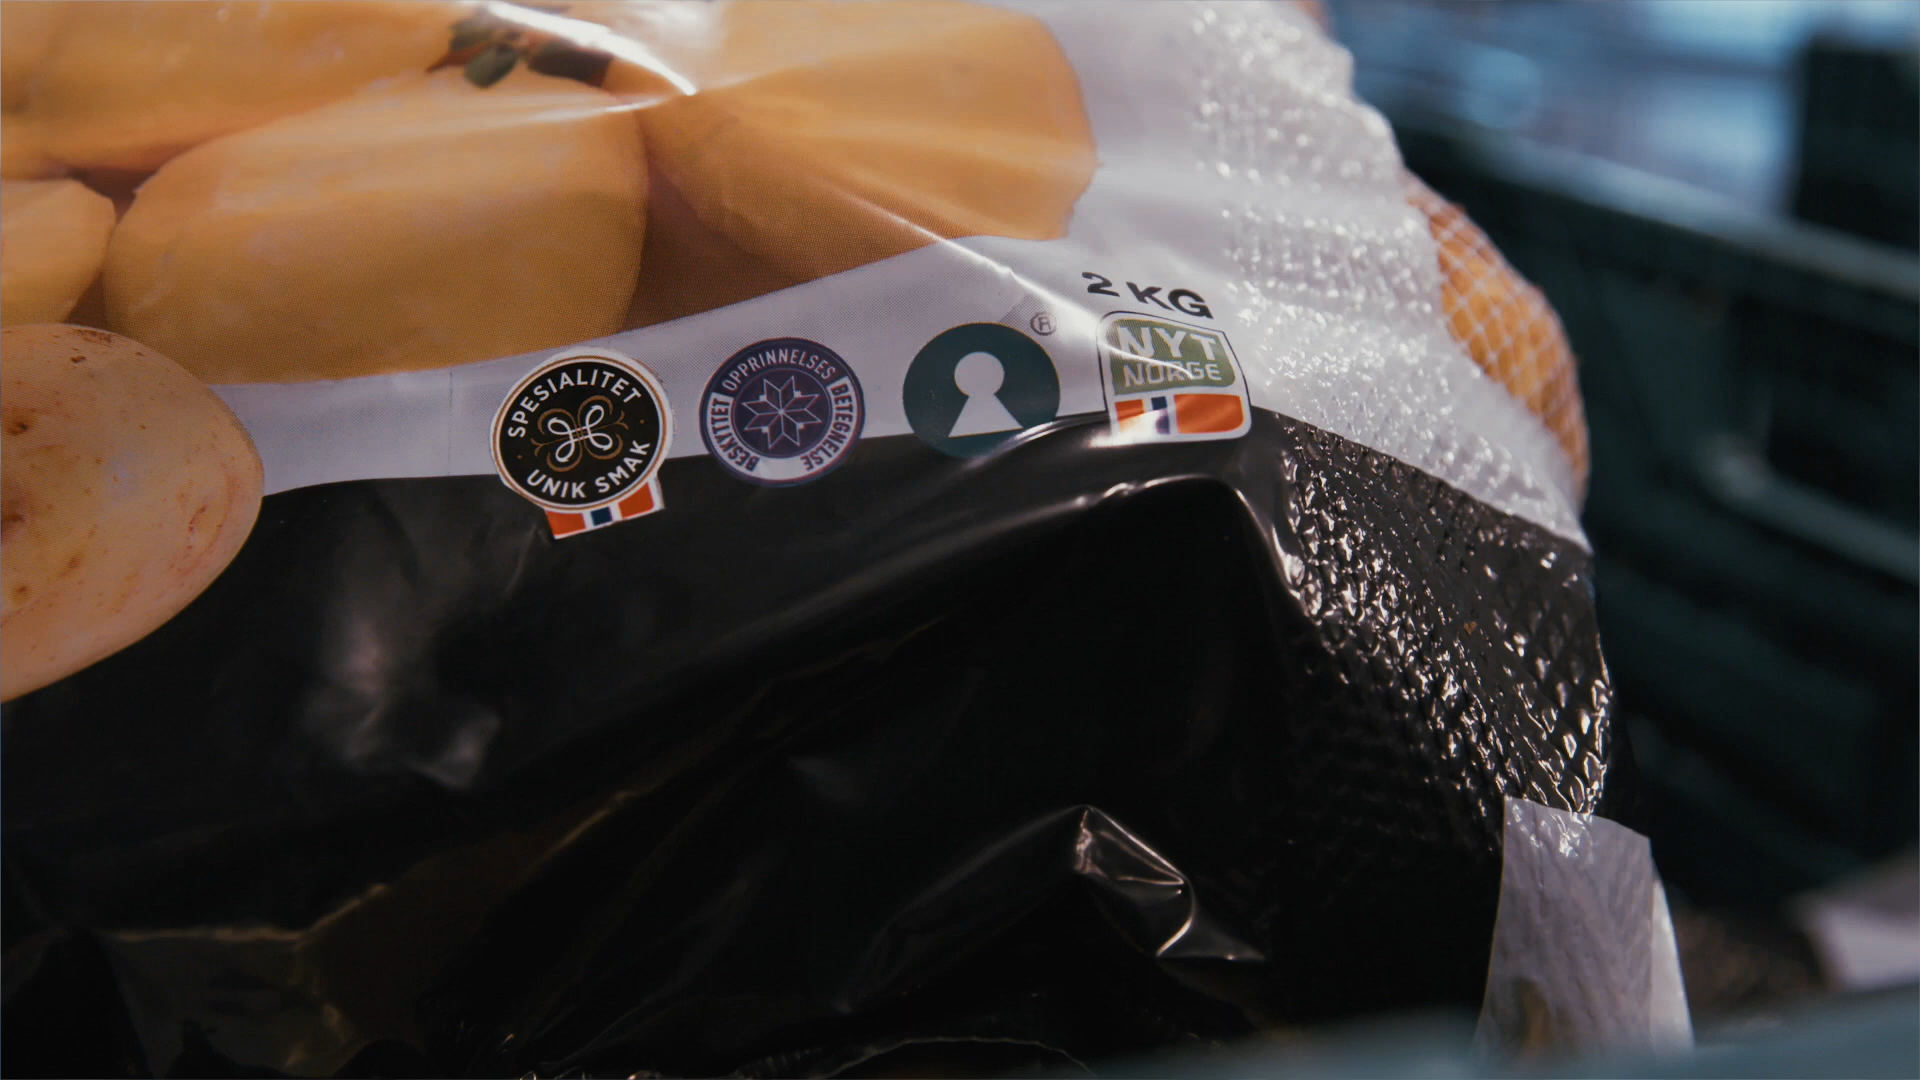 2 KG
SPESIALITET
UNIK SMAK
BESKYTTET OPPRINNELSES BETEGNELSE
®
NYT
NORGE